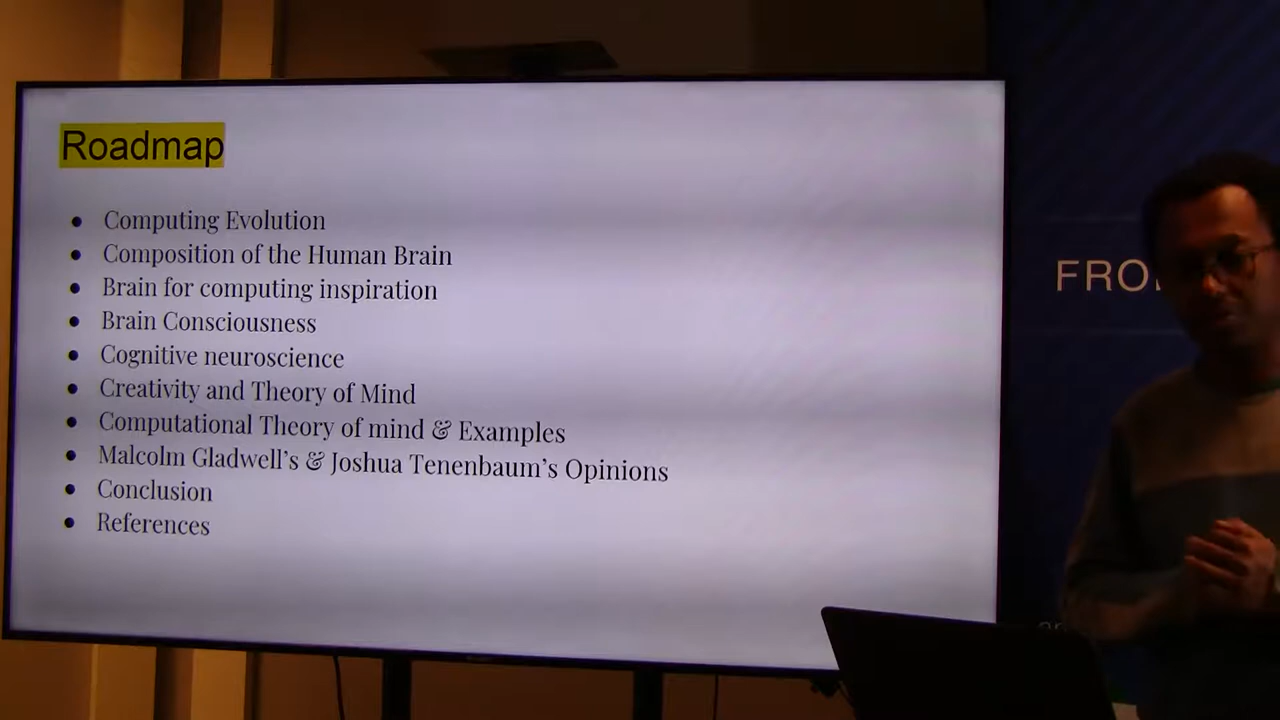 Roadmap
Computing Evolution
Composition of the Human Brain
Brain for computing inspiration
Brain Consciousness
Cognitive neuroscience
Creativity and Theory of Mind
Computational Theory of mind & Examples
Malcolm Gladwell's & Joshua Tenenbaum's Opinions
Conclusion
References
FRO